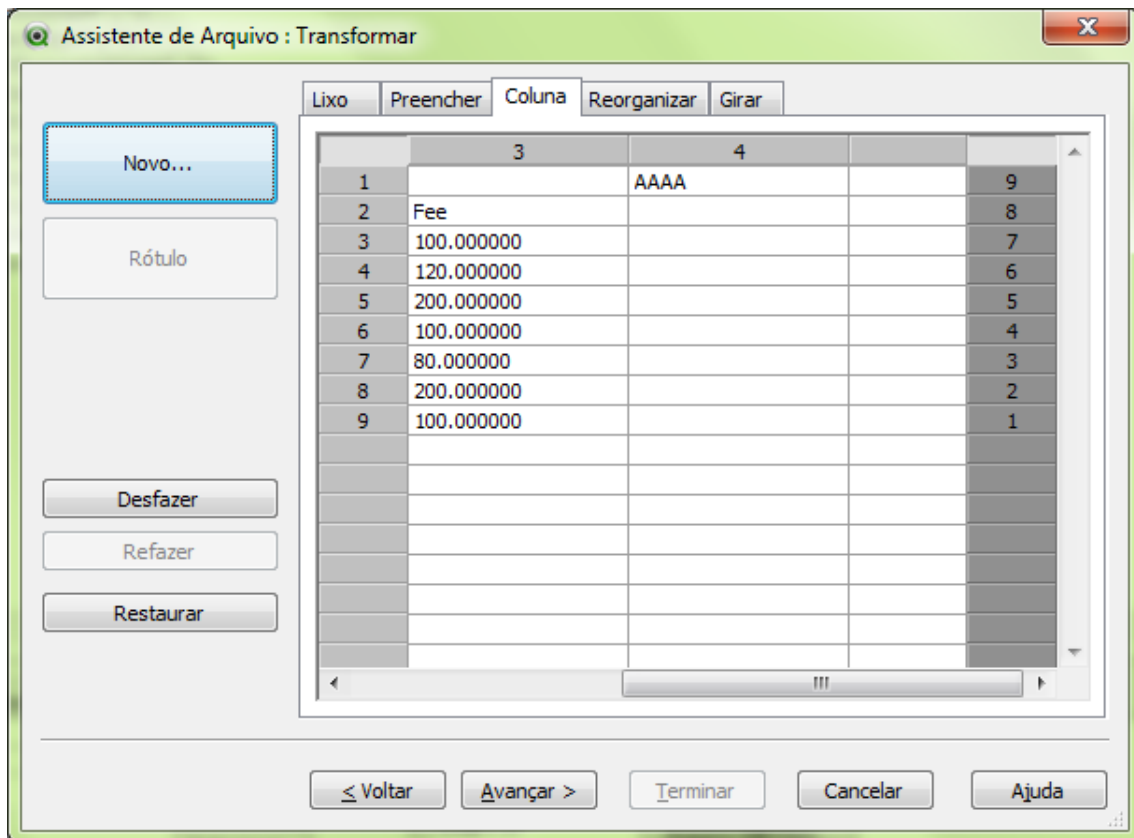 Assistente de Arquivo : Transformar
Lixo Preencher Coluna Reorganizar Girar
Novo...
Rótulo
Desfazer
Refazer
Restaurar
3 4
1 AAAA 9
2 Fee 8
3 100.000000 7
4 120.000000 6
5 200.000000 5
6 100.000000 4
7 80.000000 3
8 200.000000 2
9 100.000000 1
< Voltar Avançar > Terminar Cancelar Ajuda